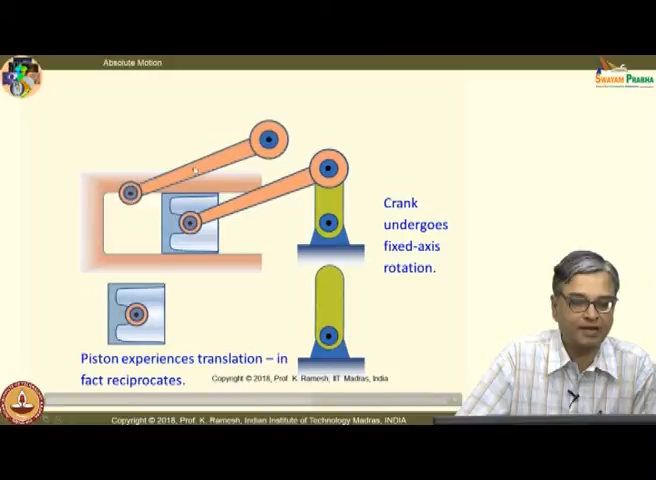 Absolute Motion
SWAYAM PRABHA
Crank
undergoes
fixed-axis
rotation.
Piston experiences translation – in
fact reciprocates.
Copyright © 2018, Prof. K. Ramesh, IIT Madras, India
Copyright © 2018, Prof. K. Ramesh, Indian Institute of Technology Madras, INDIA